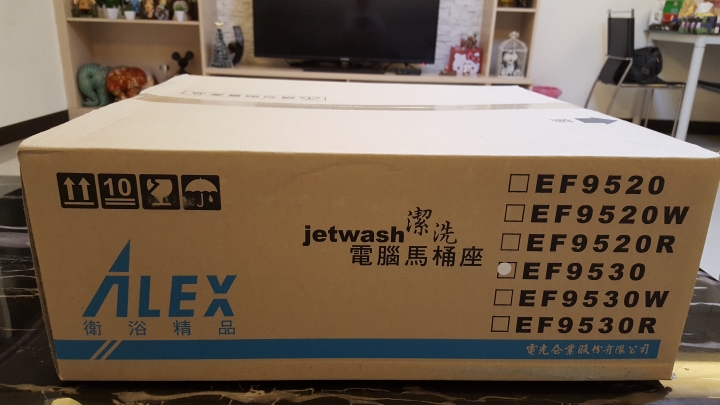 10
ALEX
衛浴精品
jetwash潔洗
電腦馬桶座
EF9520
EF9520W
EF9520R
EF9530
EF9530W
EF9530R
電光企業股份有限公司